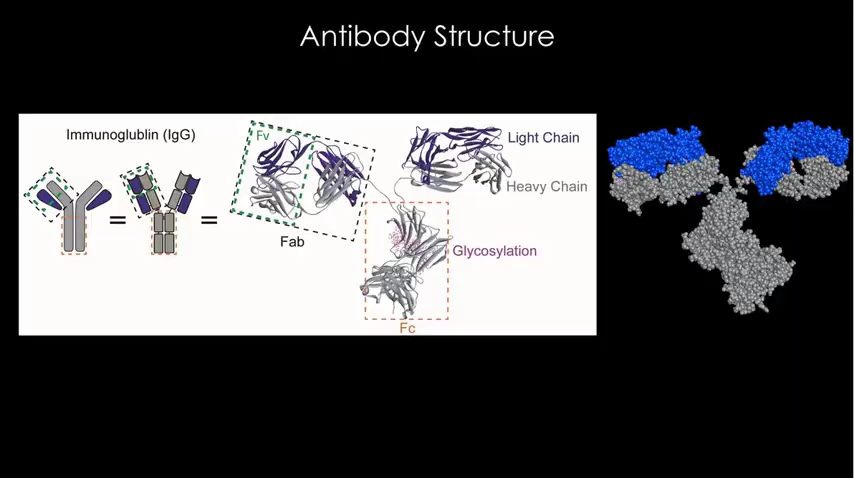 Antibody Structure
Immunoglublin (IgG)
Fv
Light Chain
Heavy Chain
=
=
Fab
Glycosylation
Fc